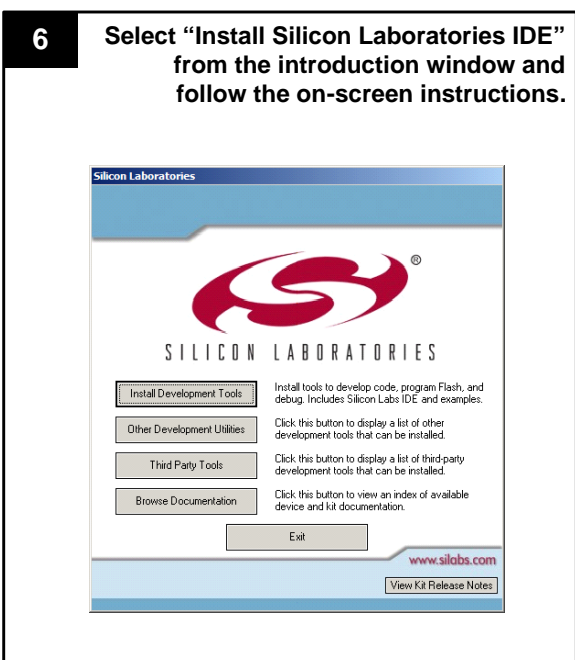 6
Select “Install Silicon Laboratories IDE”
from the introduction window and
follow the on-screen instructions.
Silicon Laboratories
®
SILICON LABORATORIES
Install Development Tools
Install tools to develop code, program Flash, and
debug. Includes Silicon Labs IDE and examples.
Other Development Utilities
Click this button to display a list of other
development tools that can be installed.
Third Party Tools
Click this button to display a list of third-party
development tools that can be installed.
Browse Documentation
Click this button to view an index of available
device and kit documentation.
Exit
www.silabs.com
View Kit Release Notes